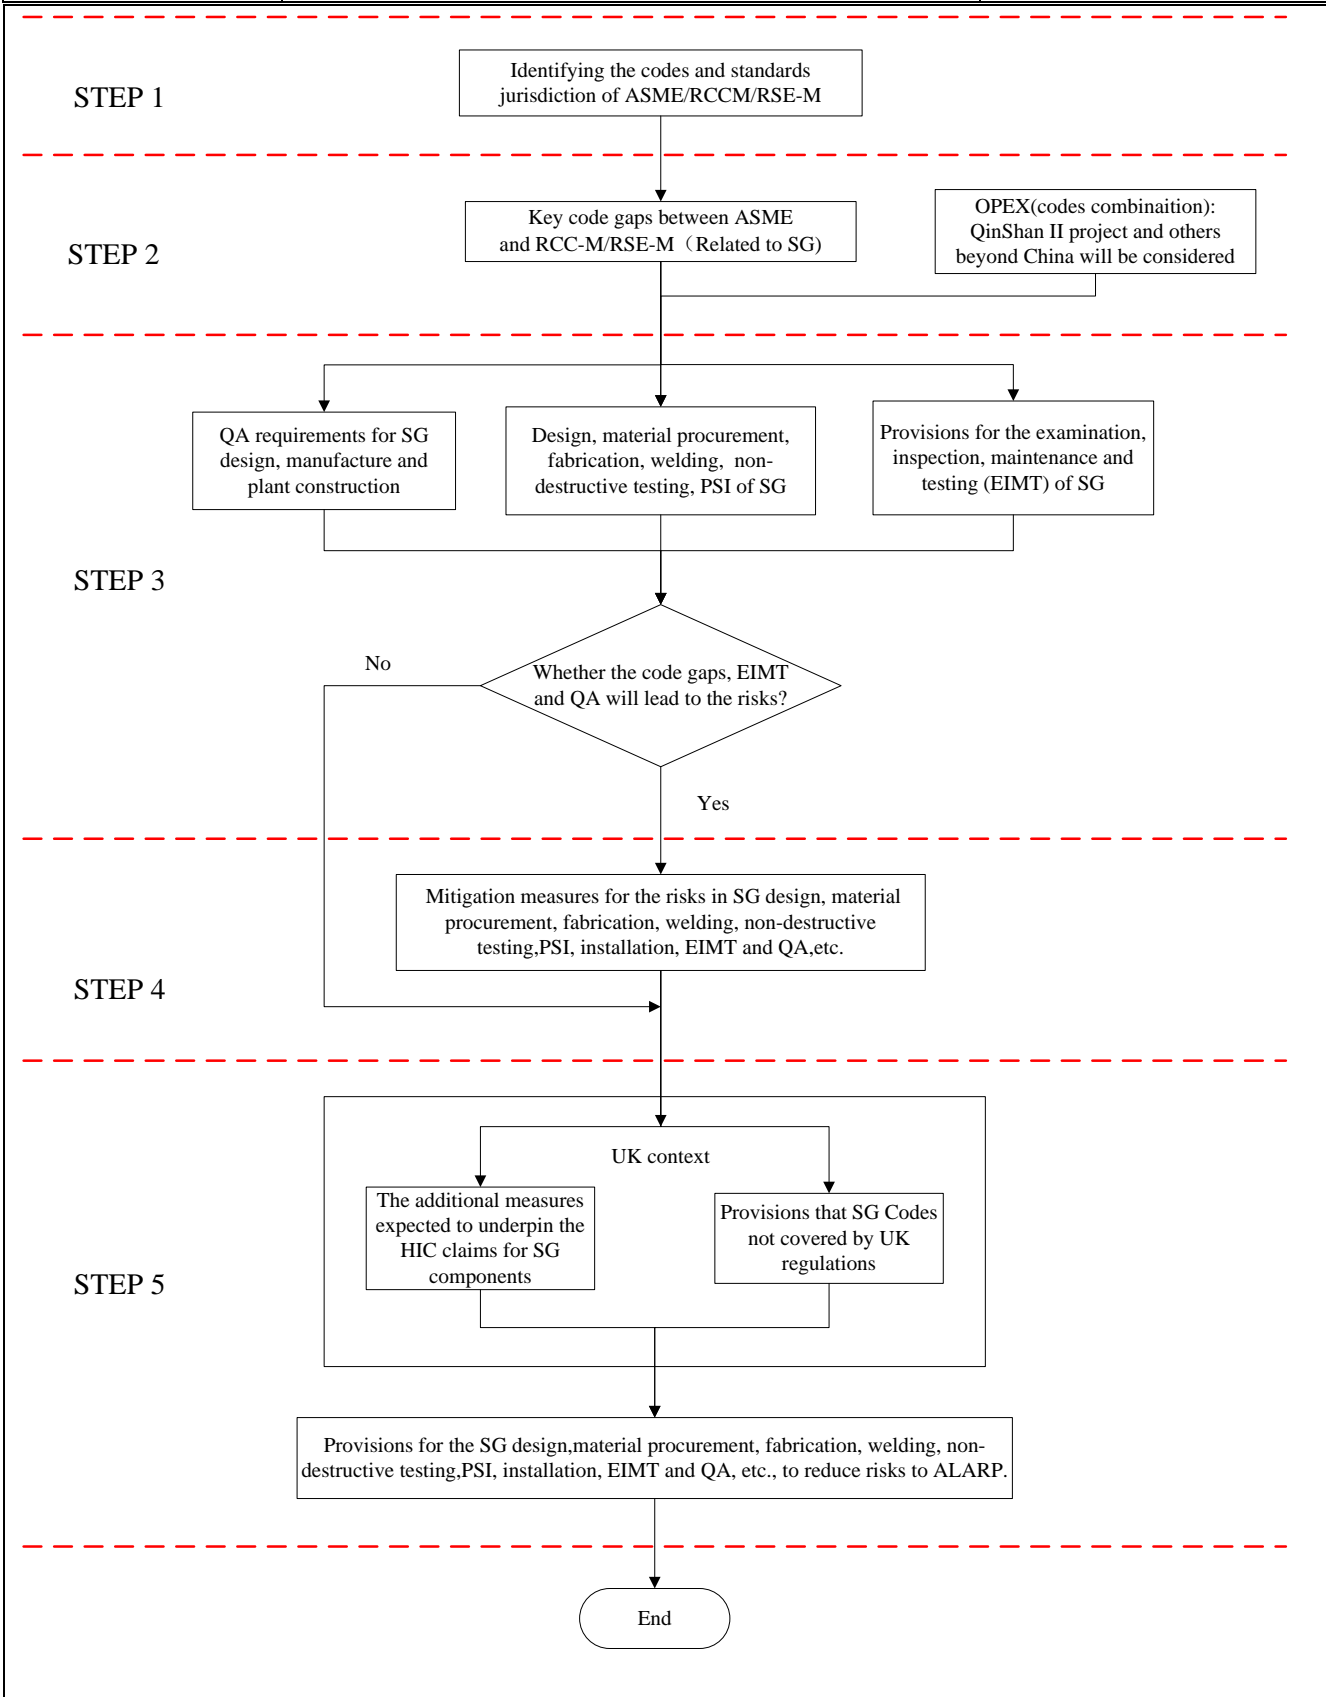 STEP 1
Identifying the codes and standards
jurisdiction of ASME/RCCM/RSE-M
STEP 2
Key code gaps between ASME
and RCC-M/RSE-M（Related to SG)
OPEX(codes combinaition):
QinShan II project and others
beyond China will be considered
STEP 3
QA requirements for SG
design, manufacture and
plant construction
Design, material procurement,
fabrication, welding, non-
destructive testing, PSI of SG
Provisions for the examination,
inspection, maintenance and
testing (EIMT) of SG
Whether the code gaps, EIMT
and QA will lead to the risks?
No
Yes
STEP 4
Mitigation measures for the risks in SG design, material
procurement, fabrication, welding, non-destructive
testing,PSI, installation, EIMT and QA,etc.
STEP 5
UK context
The additional measures
expected to underpin the
HIC claims for SG
components
Provisions that SG Codes
not covered by UK
regulations
Provisions for the SG design,material procurement, fabrication, welding, non-
destructive testing,PSI, installation, EIMT and QA, etc., to reduce risks to ALARP.
End